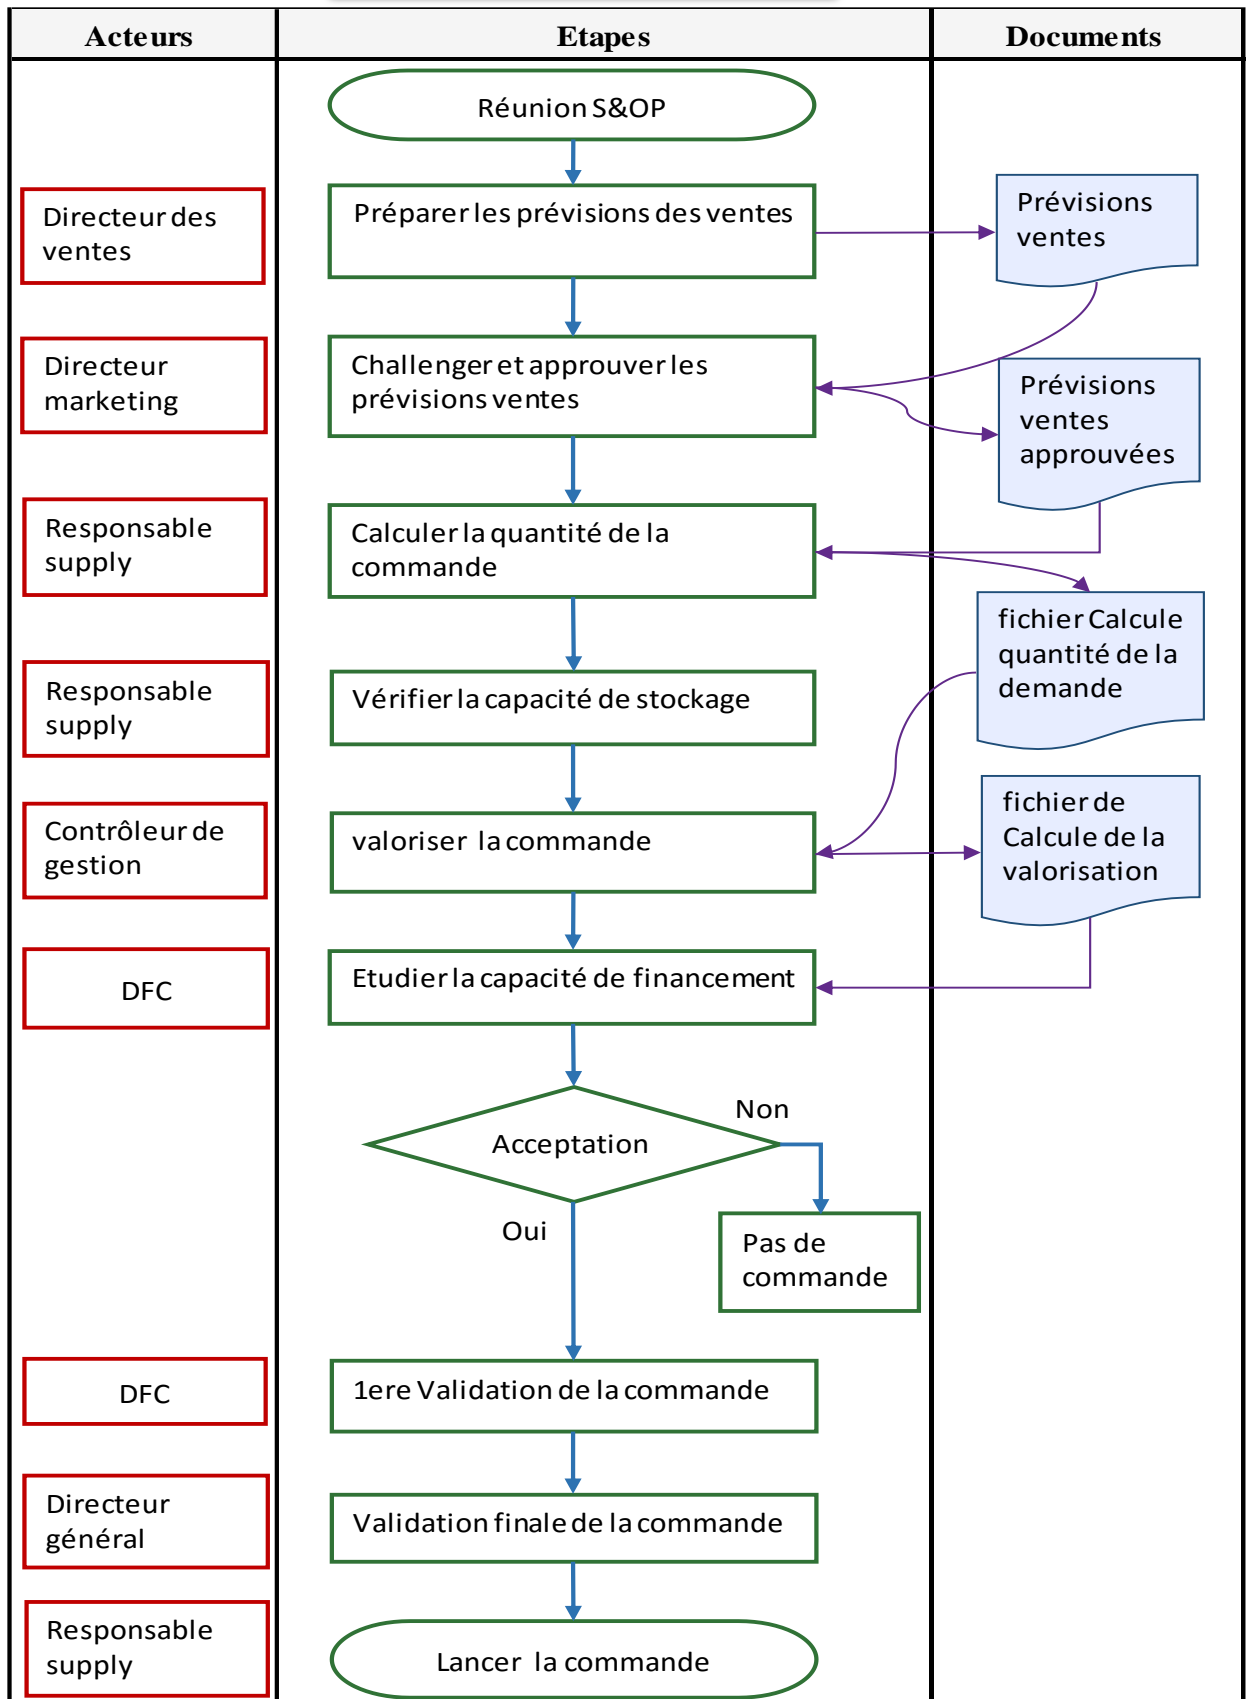 Acteurs
Etapes
Documents
Réunion S&OP
Directeur des
ventes
Préparer les prévisions des ventes
Prévisions
ventes
Directeur
marketing
Challenger et approuver les
prévisions ventes
Prévisions
ventes
approuvées
Responsable
supply
Calculer la quantité de la
commande
fichier Calcule
quantité de la
demande
Responsable
supply
Vérifier la capacité de stockage
Contrôleur de
gestion
valoriser la commande
fichier de
Calcule de la
valorisation
DFC
Etudier la capacité de financement
Non
Acceptation
Oui
Pas de
commande
DFC
1ere Validation de la commande
Directeur
général
Validation finale de la commande
Responsable
supply
Lancer la commande